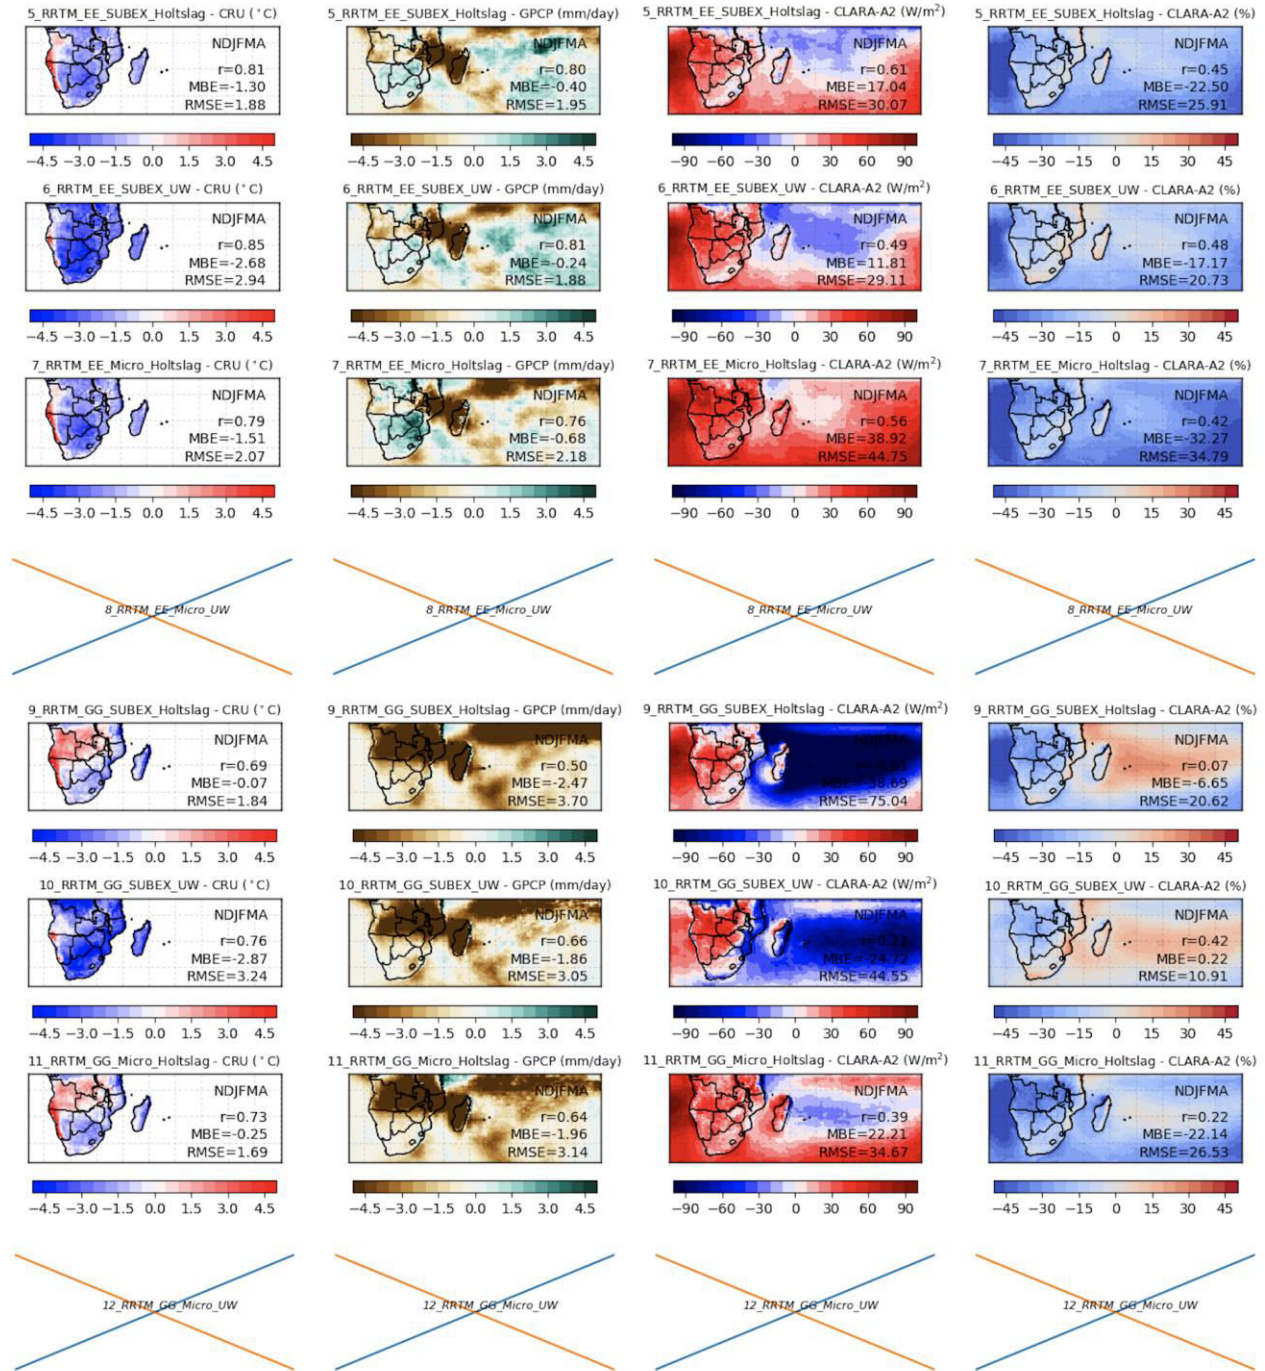 5_RRTM_EE_SUBEX_Holtslag - CRU (°C)
NDJFMA
r=0.81
MBE=-1.30
RMSE=1.88
−4.5 −3.0 −1.5 0.0 1.5 3.0 4.5
5_RRTM_EE_SUBEX_Holtslag - GPCP (mm/day)
NDJFMA
r=0.80
MBE=-0.40
RMSE=1.95
−4.5 −3.0 −1.5 0.0 1.5 3.0 4.5
5_RRTM_EE_SUBEX_Holtslag - CLARA-A2 (W/m²)
NDJFMA
r=0.61
MBE=17.04
RMSE=30.07
−90 −60 −30 0 30 60 90
5_RRTM_EE_SUBEX_Holtslag - CLARA-A2 (%)
NDJFMA
r=0.45
MBE=-22.50
RMSE=25.91
−45 −30 −15 0 15 30 45
6_RRTM_EE_SUBEX_UW - CRU (°C)
NDJFMA
r=0.85
MBE=-2.68
RMSE=2.94
−4.5 −3.0 −1.5 0.0 1.5 3.0 4.5
6_RRTM_EE_SUBEX_UW - GPCP (mm/day)
NDJFMA
r=0.81
MBE=-0.24
RMSE=1.88
−4.5 −3.0 −1.5 0.0 1.5 3.0 4.5
6_RRTM_EE_SUBEX_UW - CLARA-A2 (W/m²)
NDJFMA
r=0.49
MBE=11.81
RMSE=29.11
−90 −60 −30 0 30 60 90
6_RRTM_EE_SUBEX_UW - CLARA-A2 (%)
NDJFMA
r=0.48
MBE=-17.17
RMSE=20.73
−45 −30 −15 0 15 30 45
7_RRTM_EE_Micro_Holtslag - CRU (°C)
NDJFMA
r=0.79
MBE=-1.51
RMSE=2.07
−4.5 −3.0 −1.5 0.0 1.5 3.0 4.5
7_RRTM_EE_Micro_Holtslag - GPCP (mm/day)
NDJFMA
r=0.76
MBE=-0.68
RMSE=2.18
−4.5 −3.0 −1.5 0.0 1.5 3.0 4.5
7_RRTM_EE_Micro_Holtslag - CLARA-A2 (W/m²)
NDJFMA
r=0.56
MBE=38.92
RMSE=44.75
−90 −60 −30 0 30 60 90
7_RRTM_EE_Micro_Holtslag - CLARA-A2 (%)
NDJFMA
r=0.42
MBE=-32.27
RMSE=34.79
−45 −30 −15 0 15 30 45
8_RRTM_EE_Micro_UW
8_RRTM_EE_Micro_UW
8_RRTM_EE_Micro_UW
8_RRTM_EE_Micro_UW
9_RRTM_GG_SUBEX_Holtslag - CRU (°C)
NDJFMA
r=0.69
MBE=-0.07
RMSE=1.84
−4.5 −3.0 −1.5 0.0 1.5 3.0 4.5
9_RRTM_GG_SUBEX_Holtslag - GPCP (mm/day)
NDJFMA
r=0.50
MBE=-2.47
RMSE=3.70
−4.5 −3.0 −1.5 0.0 1.5 3.0 4.5
9_RRTM_GG_SUBEX_Holtslag - CLARA-A2 (W/m²)
NDJFMA
MBE=-38.69
RMSE=75.04
−90 −60 −30 0 30 60 90
9_RRTM_GG_SUBEX_Holtslag - CLARA-A2 (%)
NDJFMA
r=0.07
MBE=-6.65
RMSE=20.62
−45 −30 −15 0 15 30 45
10_RRTM_GG_SUBEX_UW - CRU (°C)
NDJFMA
r=0.76
MBE=-2.87
RMSE=3.24
−4.5 −3.0 −1.5 0.0 1.5 3.0 4.5
10_RRTM_GG_SUBEX_UW - GPCP (mm/day)
NDJFMA
r=0.66
MBE=-1.86
RMSE=3.05
−4.5 −3.0 −1.5 0.0 1.5 3.0 4.5
10_RRTM_GG_SUBEX_UW - CLARA-A2 (W/m²)
NDJFMA
MBE=-24.72
RMSE=44.55
−90 −60 −30 0 30 60 90
10_RRTM_GG_SUBEX_UW - CLARA-A2 (%)
NDJFMA
r=0.42
MBE=0.22
RMSE=10.91
−45 −30 −15 0 15 30 45
11_RRTM_GG_Micro_Holtslag - CRU (°C)
NDJFMA
r=0.73
MBE=-0.25
RMSE=1.69
−4.5 −3.0 −1.5 0.0 1.5 3.0 4.5
11_RRTM_GG_Micro_Holtslag - GPCP (mm/day)
NDJFMA
r=0.64
MBE=-1.96
RMSE=3.14
−4.5 −3.0 −1.5 0.0 1.5 3.0 4.5
11_RRTM_GG_Micro_Holtslag - CLARA-A2 (W/m²)
NDJFMA
r=0.39
MBE=22.21
RMSE=34.67
−90 −60 −30 0 30 60 90
11_RRTM_GG_Micro_Holtslag - CLARA-A2 (%)
NDJFMA
r=0.22
MBE=-22.14
RMSE=26.53
−45 −30 −15 0 15 30 45
12_RRTM_GG_Micro_UW
12_RRTM_GG_Micro_UW
12_RRTM_GG_Micro_UW
12_RRTM_GG_Micro_UW